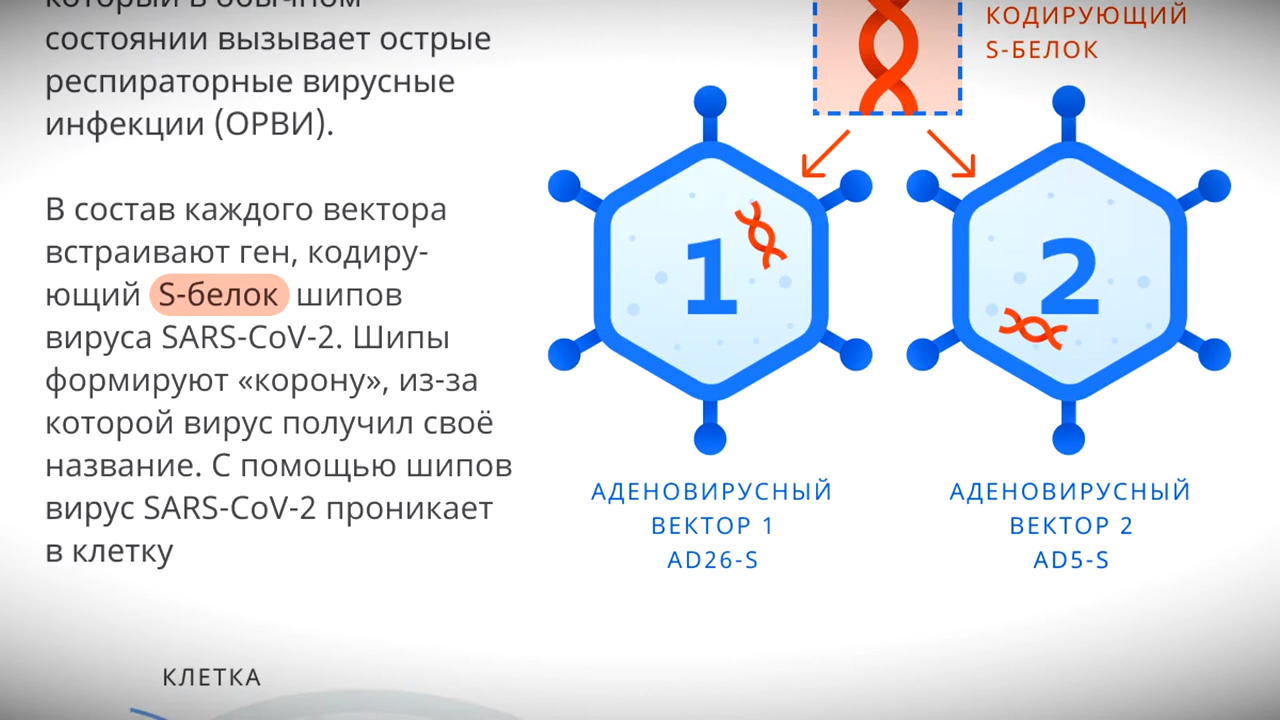 который в обычном
состоянии вызывает острые
респираторные вирусные
инфекции (ОРВИ).
В состав каждого вектора
встраивают ген, кодиру-
ющий S-белок шипов
вируса SARS-CoV-2. Шипы
формируют «корону», из-за
которой вирус получил своё
название. С помощью шипов
вирус SARS-CoV-2 проникает
в клетку
КОДИРУЮЩИЙ
S-БЕЛОК
1
2
АДЕНОВИРУСНЫЙ
ВЕКТОР 1
AD26-S
АДЕНОВИРУСНЫЙ
ВЕКТОР 2
AD5-S
КЛЕТКА